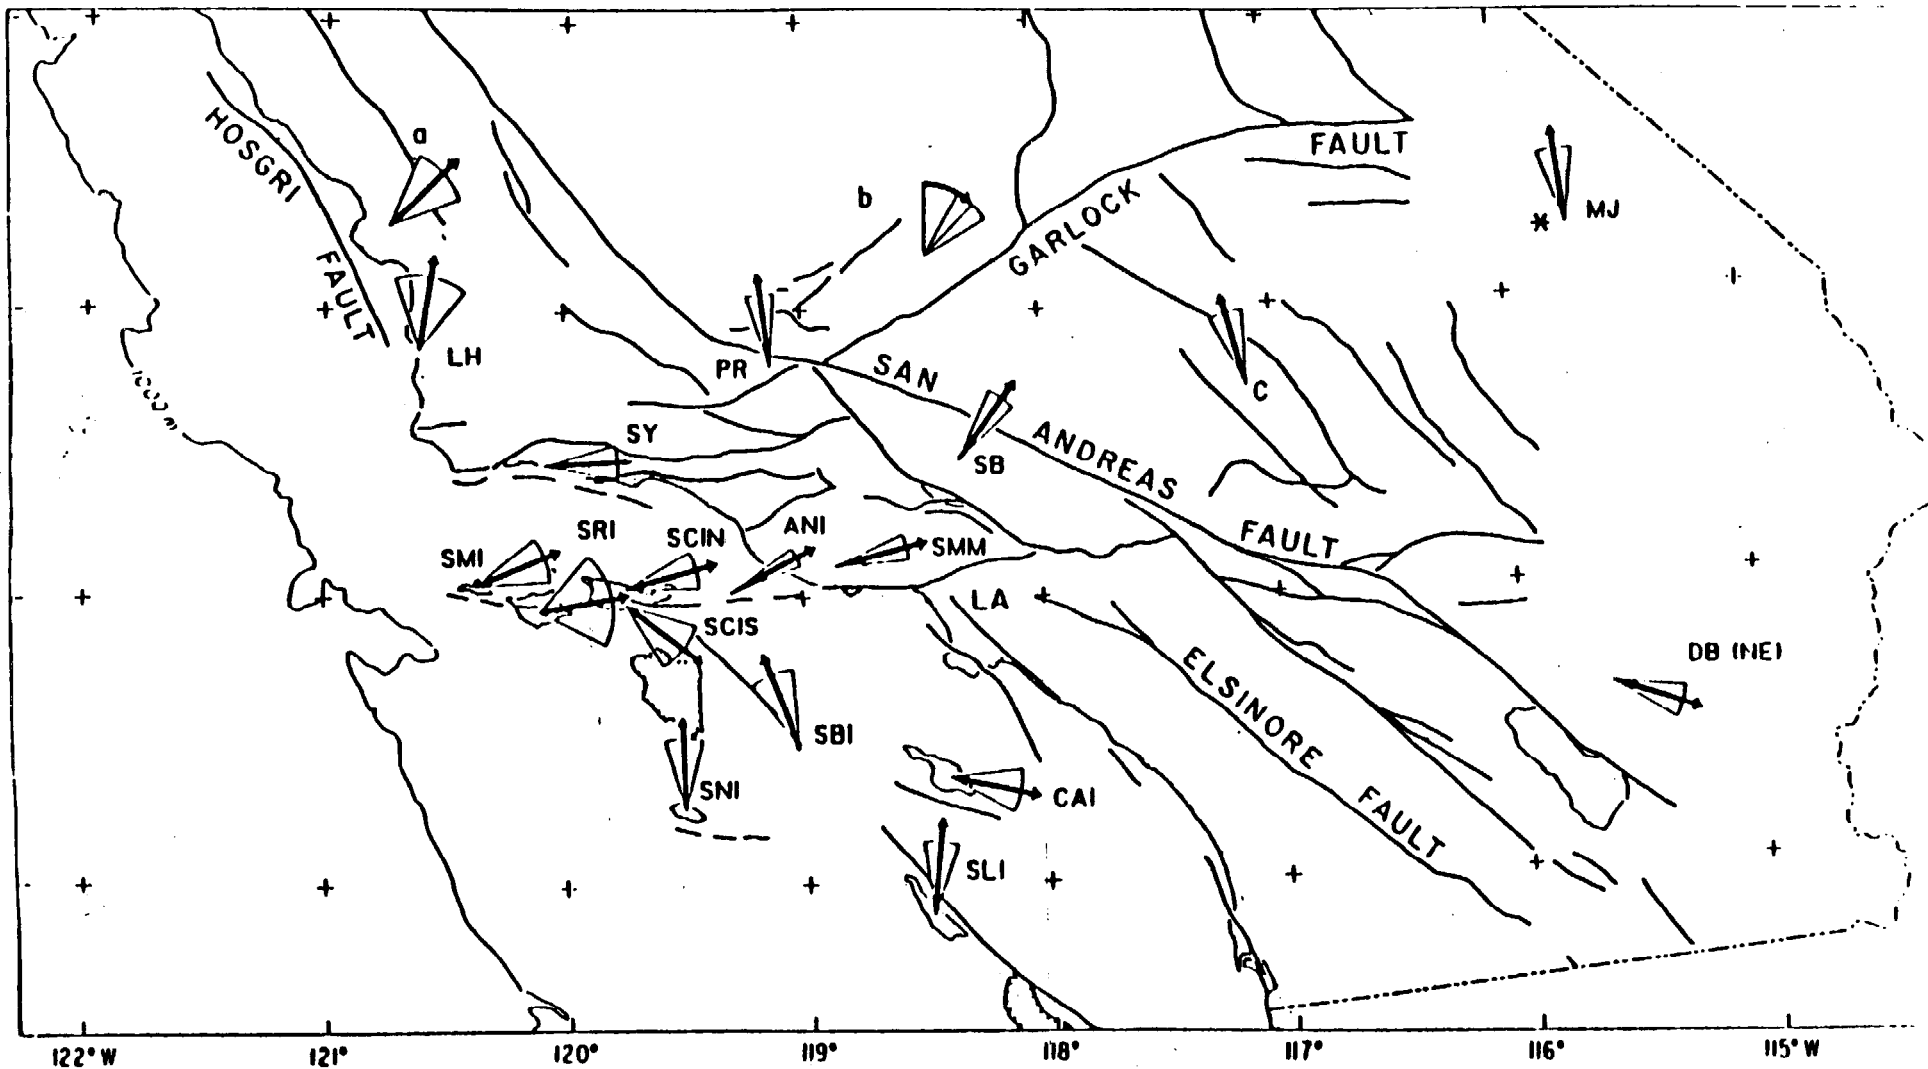 HOSGRI FAULT
a
b
FAULT
GARLOCK
MJ
*
LH
PR
SAN ANDREAS FAULT
C
SB
SY
1000 m
SMI
SRI
SCIN
ANI
SMM
SCIS
LA
ELSINORE FAULT
DB (NE)
SBI
SNI
CAI
SLI
122° W 121° 120° 119° 118° 117° 116° 115° W